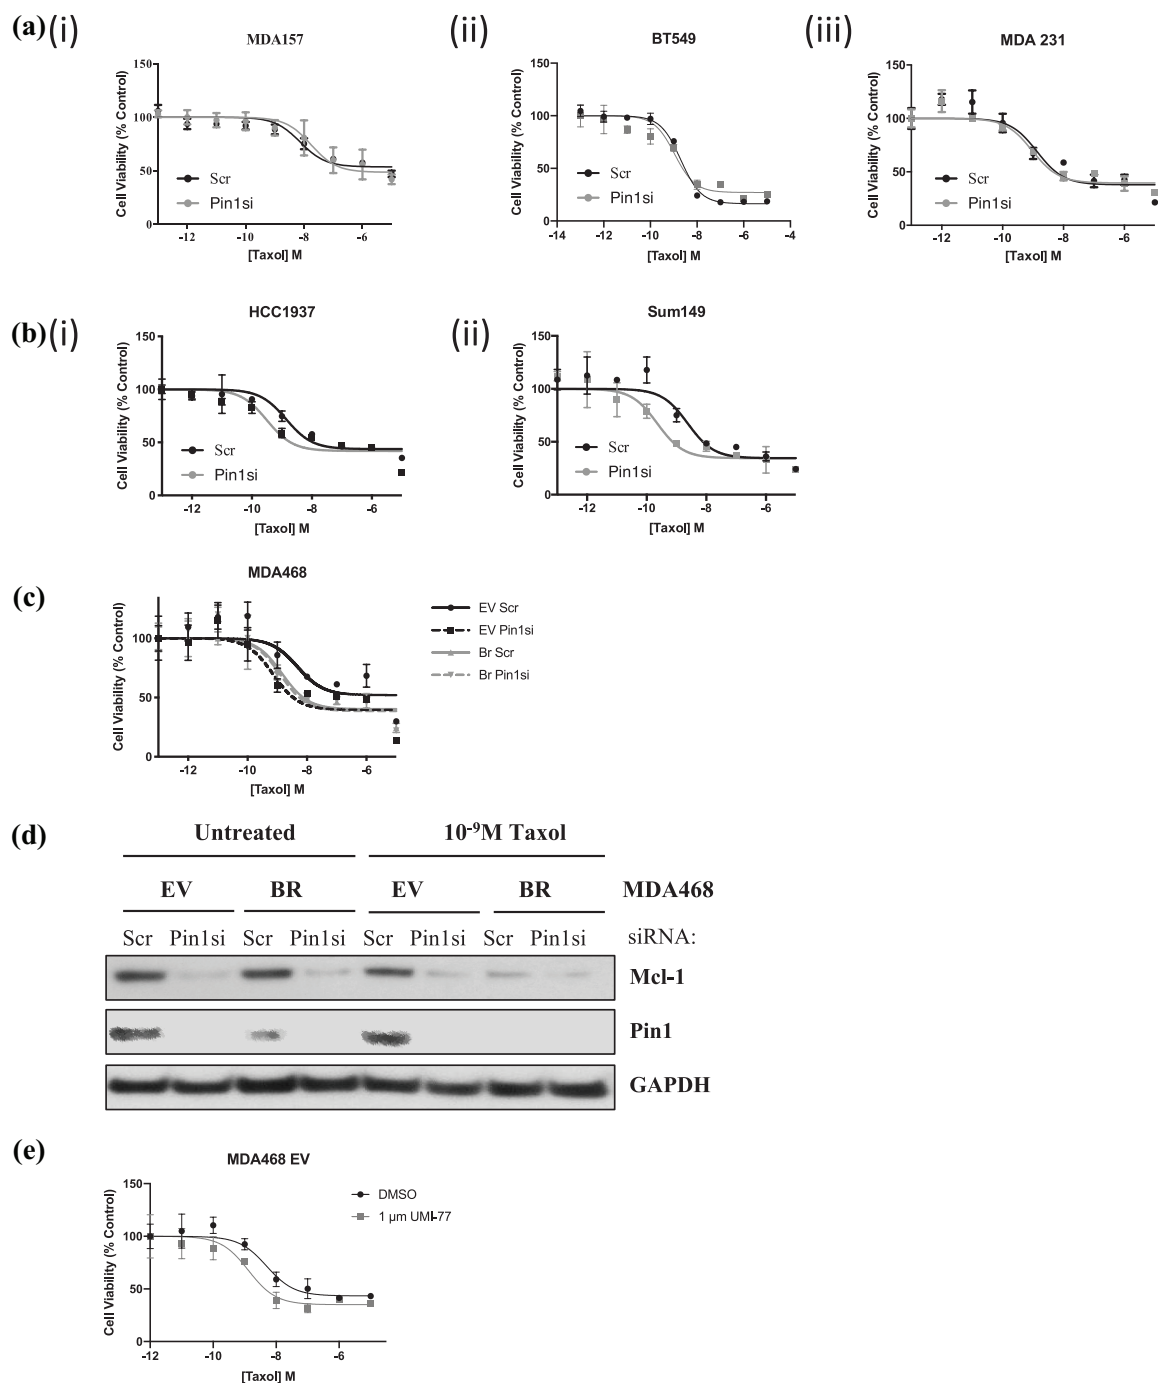 (a) (i) MDA157
150
100
50
0
Cell Viability (% Control)
Scr
Pin1si
-12 -10 -8 -6
[Taxol] M
(ii) BT549
150
100
50
0
Cell Viability (% Control)
Scr
Pin1si
-14 -12 -10 -8 -6 -4
[Taxol] M
(iii) MDA 231
150
100
50
0
Cell Viability (% Control)
Scr
Pin1si
-12 -10 -8 -6
[Taxol] M
(b) (i) HCC1937
150
100
50
0
Cell Viability (% Control)
Scr
Pin1si
-12 -10 -8 -6
[Taxol] M
(ii) Sum149
150
100
50
0
Cell Viability (% Control)
Scr
Pin1si
-12 -10 -8 -6
[Taxol] M
(c) MDA468
100
50
0
Cell Viability (% Control)
EV Scr
EV Pin1si
Br Scr
Br Pin1si
-12 -10 -8 -6
[Taxol] M
(d) Untreated 10⁻⁹M Taxol
EV BR EV BR MDA468
Scr Pin1si Scr Pin1si Scr Pin1si Scr Pin1si siRNA:
Mcl-1
Pin1
GAPDH
(e) MDA468 EV
150
100
50
0
Cell Viability (% Control)
DMSO
1 µm UMI-77
-12 -10 -8 -6
[Taxol] M